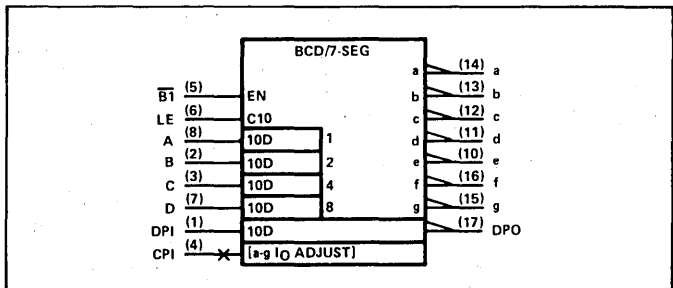 BCD/7-SEG
B1 (5) EN
LE (6) C10
A (8) 10D 1
B (2) 10D 2
C (3) 10D 4
D (7) 10D 8
DPI (1) 10D
CPI (4) [a-g IO ADJUST]
a (14) a
b (13) b
c (12) c
d (11) d
e (10) e
f (16) f
g (15) g
(17) DPO